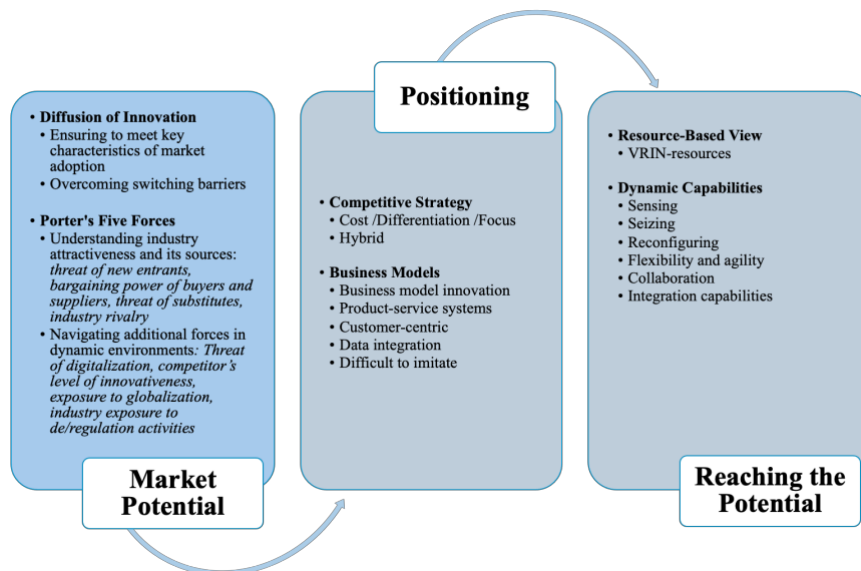 • Diffusion of Innovation
• Ensuring to meet key
characteristics of market
adoption
• Overcoming switching barriers
• Porter's Five Forces
• Understanding industry
attractiveness and its sources:
threat of new entrants,
bargaining power of buyers and
suppliers, threat of substitutes,
industry rivalry
• Navigating additional forces in
dynamic environments: Threat
of digitalization, competitor's
level of innovativeness,
exposure to globalization,
industry exposure to
de/regulation activities
Market
Potential
Positioning
• Competitive Strategy
• Cost /Differentiation /Focus
• Hybrid
• Business Models
• Business model innovation
• Product-service systems
• Customer-centric
• Data integration
• Difficult to imitate
• Resource-Based View
• VRIN-resources
• Dynamic Capabilities
• Sensing
• Seizing
• Reconfiguring
• Flexibility and agility
• Collaboration
• Integration capabilities
Reaching the
Potential